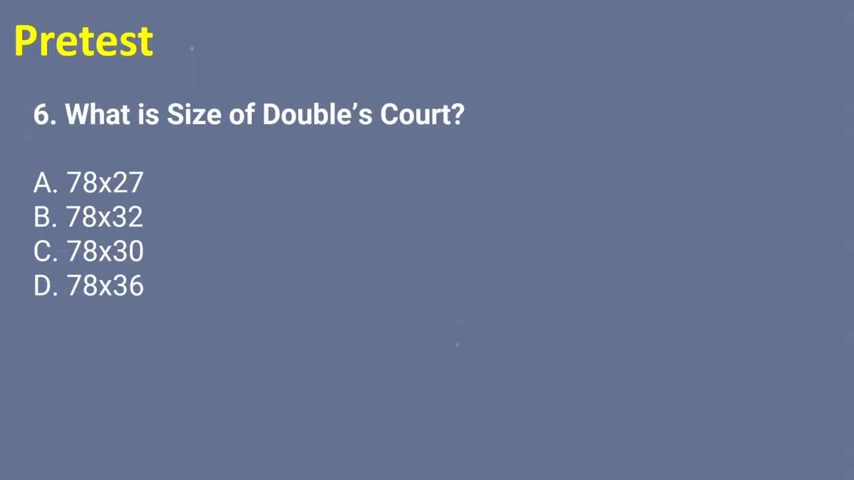 Pretest
6. What is Size of Double’s Court?
A. 78x27
B. 78x32
C. 78x30
D. 78x36